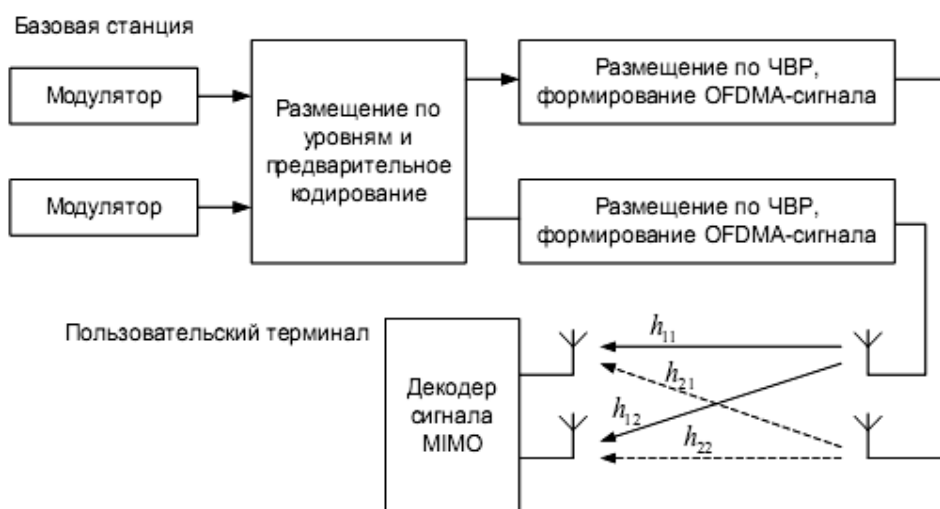 Базовая станция
Модулятор
Модулятор
Размещение по
уровням и
предварительное
кодирование
Размещение по ЧВР,
формирование OFDMA-сигнала
Размещение по ЧВР,
формирование OFDMA-сигнала
Пользовательский терминал
Декодер
сигнала
MIMO
h₁₁
h₂₁
h₁₂
h₂₂